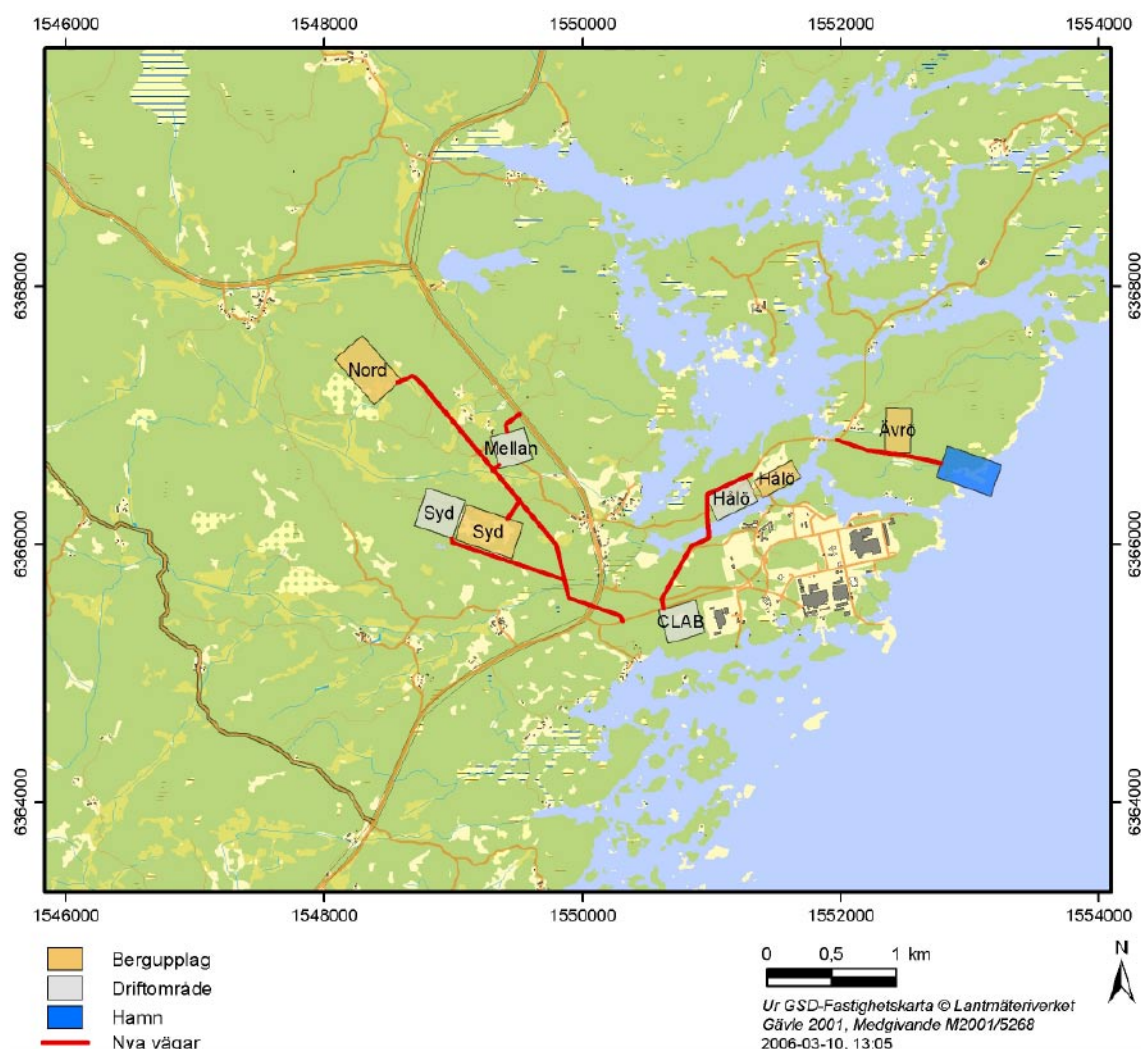 1546000 1548000 1550000 1552000 1554000
6368000 6368000
Nord
Ävrö
Mellan
Hålö
Hålö
Syd
Syd
6366000 6366000
CLAB
6364000 6364000
1546000 1548000 1550000 1552000 1554000
Bergupplag
Driftområde
Hamn
Nya vägar
0 0,5 1 km
N
Ur GSD-Fastighetskarta © Lantmäteriverket
Gävle 2001, Medgivande M2001/5268
2006-03-10, 13:05